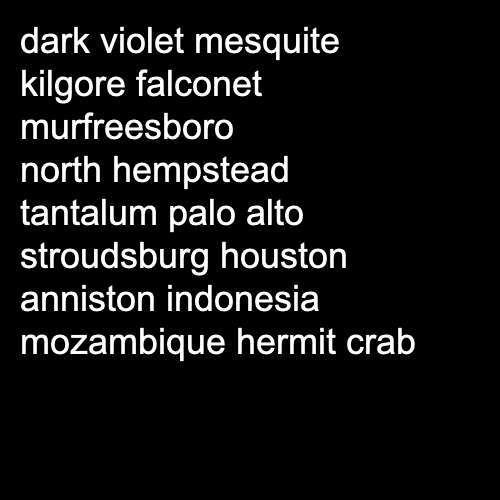 dark violet mesquite
kilgore falconet
murfreesboro
north hempstead
tantalum palo alto
stroudsburg houston
anniston indonesia
mozambique hermit crab